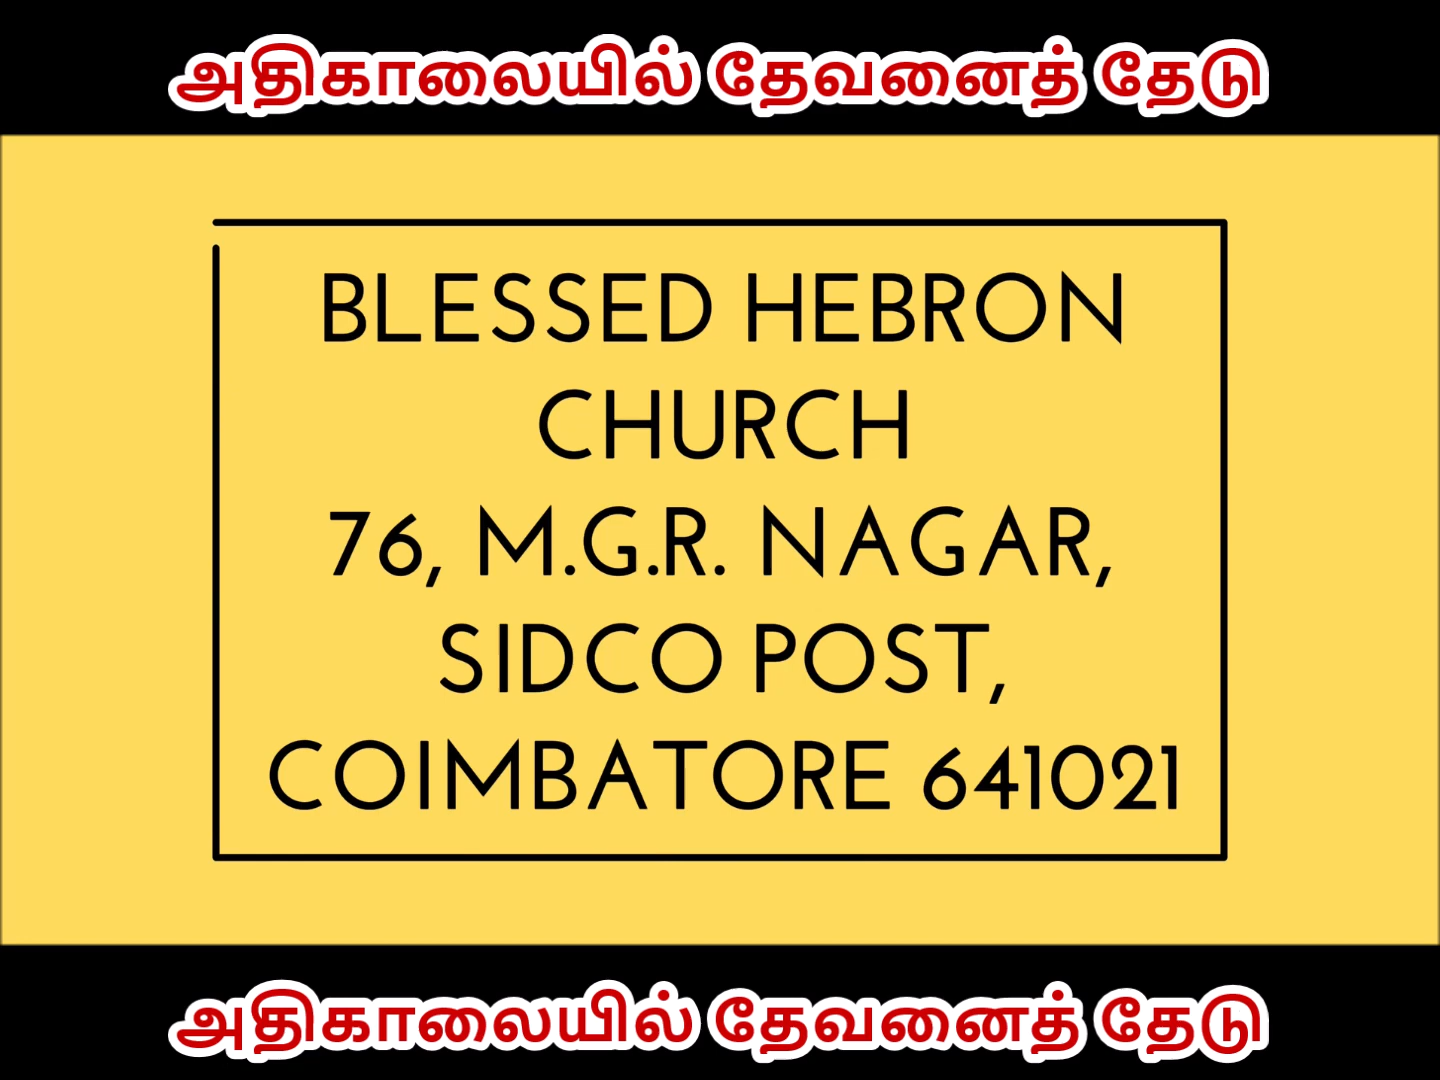 அதிகாலையில் தேவனைத் தேடு
BLESSED HEBRON
CHURCH
76, M.G.R. NAGAR,
SIDCO POST,
COIMBATORE 641021
அதிகாலையில் தேவனைத் தேடு